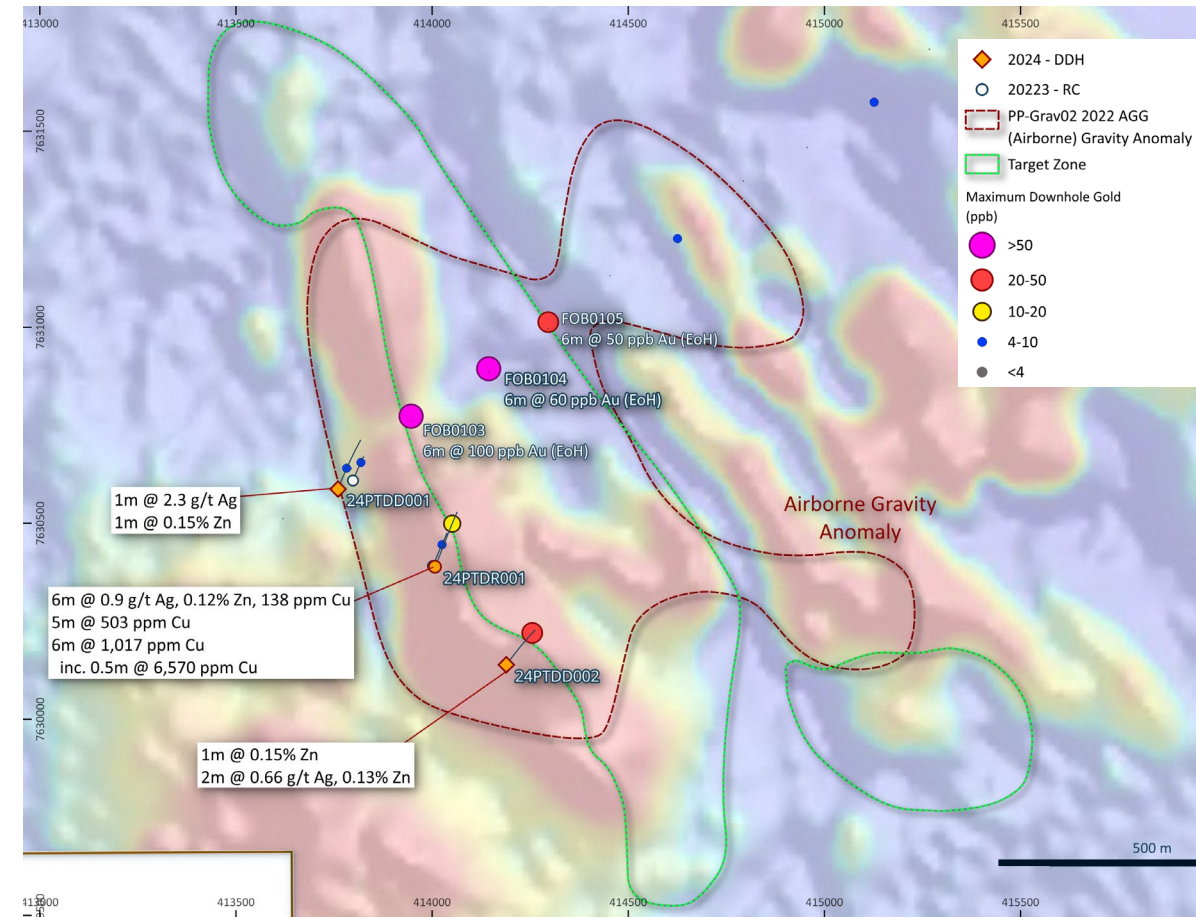 413000
413500
414000
414500
415000
415500
2024 - DDH
20223 - RC
PP-Grav02 2022 AGG
(Airborne) Gravity Anomaly
Target Zone
Maximum Downhole Gold
(ppb)
>50
20-50
10-20
4-10
<4
7631500
7631000
7630500
7630000
FOB0105
6m @ 50 ppb Au (EoH)
FOB0104
6m @ 60 ppb Au (EoH)
FOB0103
6m @ 100 ppb Au (EoH)
1m @ 2.3 g/t Ag
1m @ 0.15% Zn
24PTDD001
Airborne Gravity
Anomaly
24PTDR001
6m @ 0.9 g/t Ag, 0.12% Zn, 138 ppm Cu
5m @ 503 ppm Cu
6m @ 1,017 ppm Cu
inc. 0.5m @ 6,570 ppm Cu
24PTDD002
1m @ 0.15% Zn
2m @ 0.66 g/t Ag, 0.13% Zn
500 m
413500
414000
414500
415000
415500